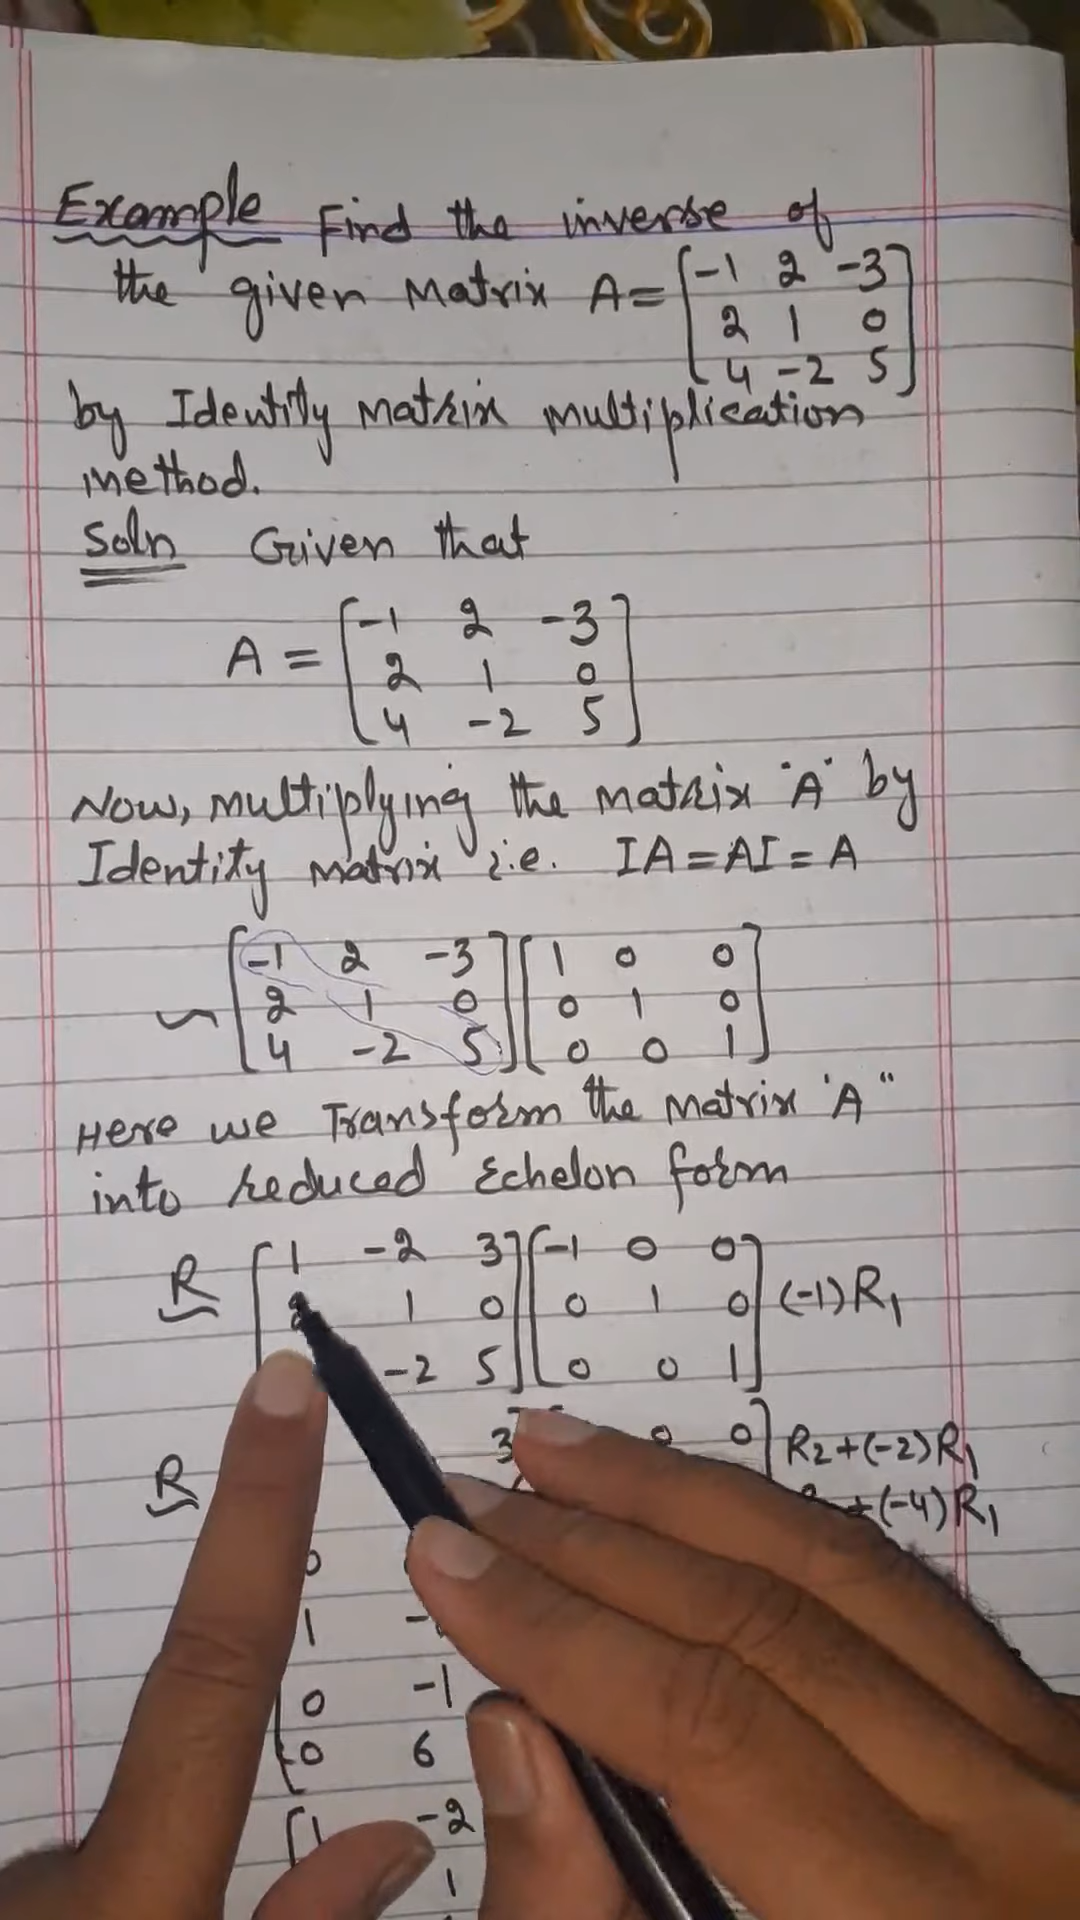 Example Find the inverse of
the given Matrix A = [-1 2 -3
2 1 0
4 -2 5]
by Identity Matrix multiplication
method.
Soln Given that
A = [-1 2 -3
2 1 0
4 -2 5]
Now, multiplying the matrix 'A' by
Identity matrix i.e. IA = AI = A
~ [-1 2 -3] [1 0 0
2 1 0 0 1 0
4 -2 5] [0 0 1]
Here we Transform the Matrix 'A"
into reduced Echelon form
R [1 -2 3] [-1 0 0]
1 0 0 1 0 (-1)R₁
-2 5] [0 0 1]
R 3 0 0] R₂+(-2)R₁
+(-4)R₁
0
1 -
0 -1
0 6
[1 -2
1